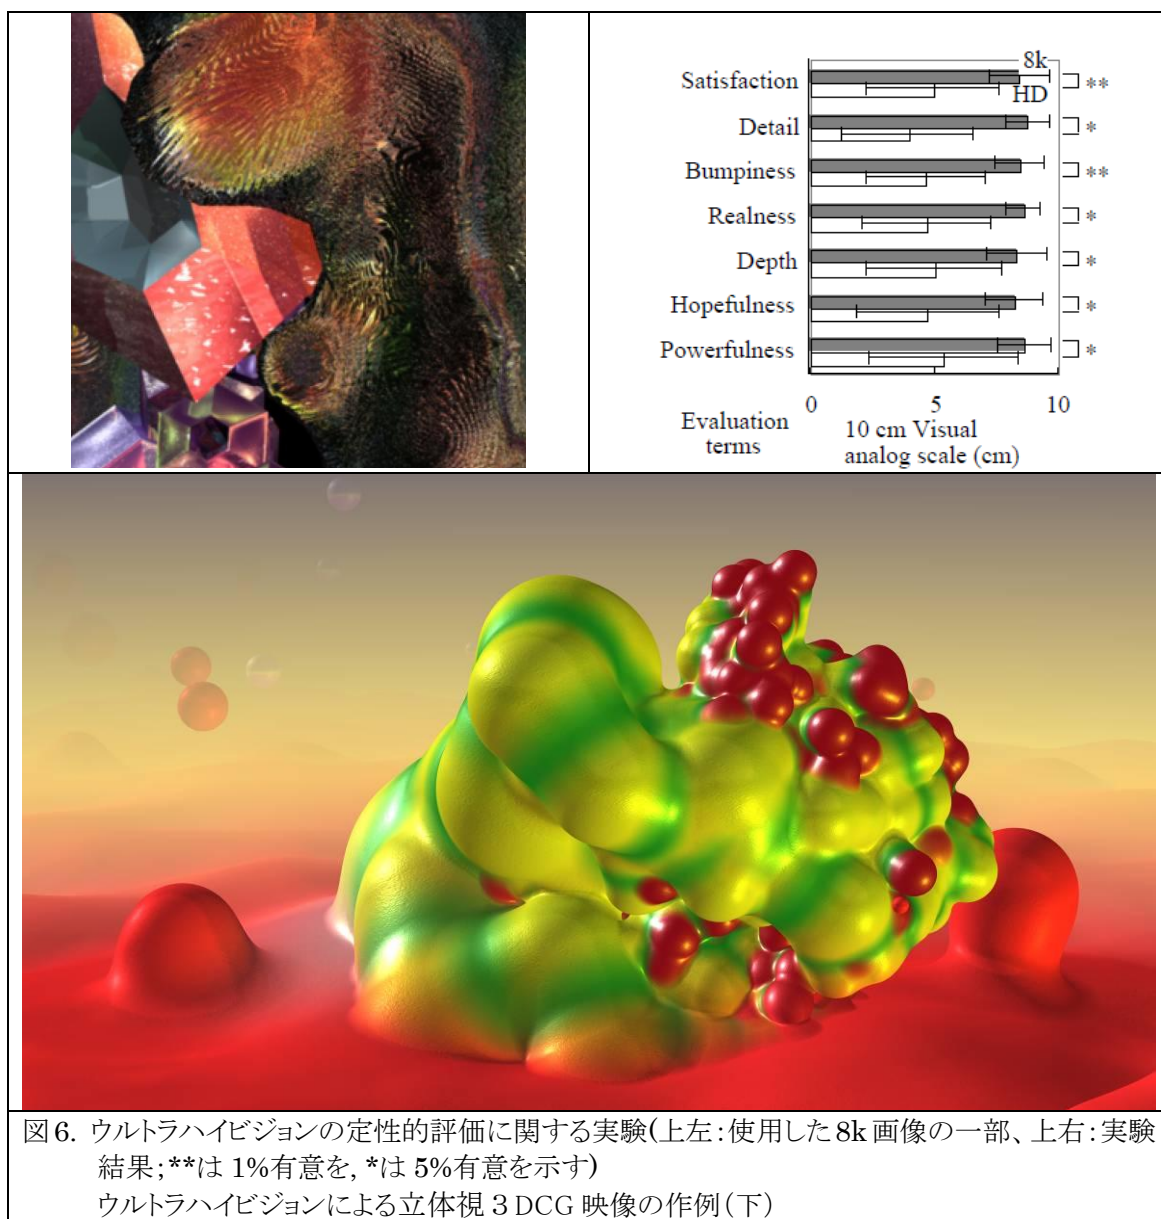 8k
Satisfaction **
HD
Detail *
Bumpiness **
Realness *
Depth *
Hopefulness *
Powerfulness *
0 5 10
Evaluation terms
10 cm Visual analog scale (cm)
図6. ウルトラハイビジョンの定性的評価に関する実験(上左:使用した8k画像の一部、上右:実験
結果;**は1%有意を,*は5%有意を示す)
ウルトラハイビジョンによる立体視3DCG映像の作例(下)